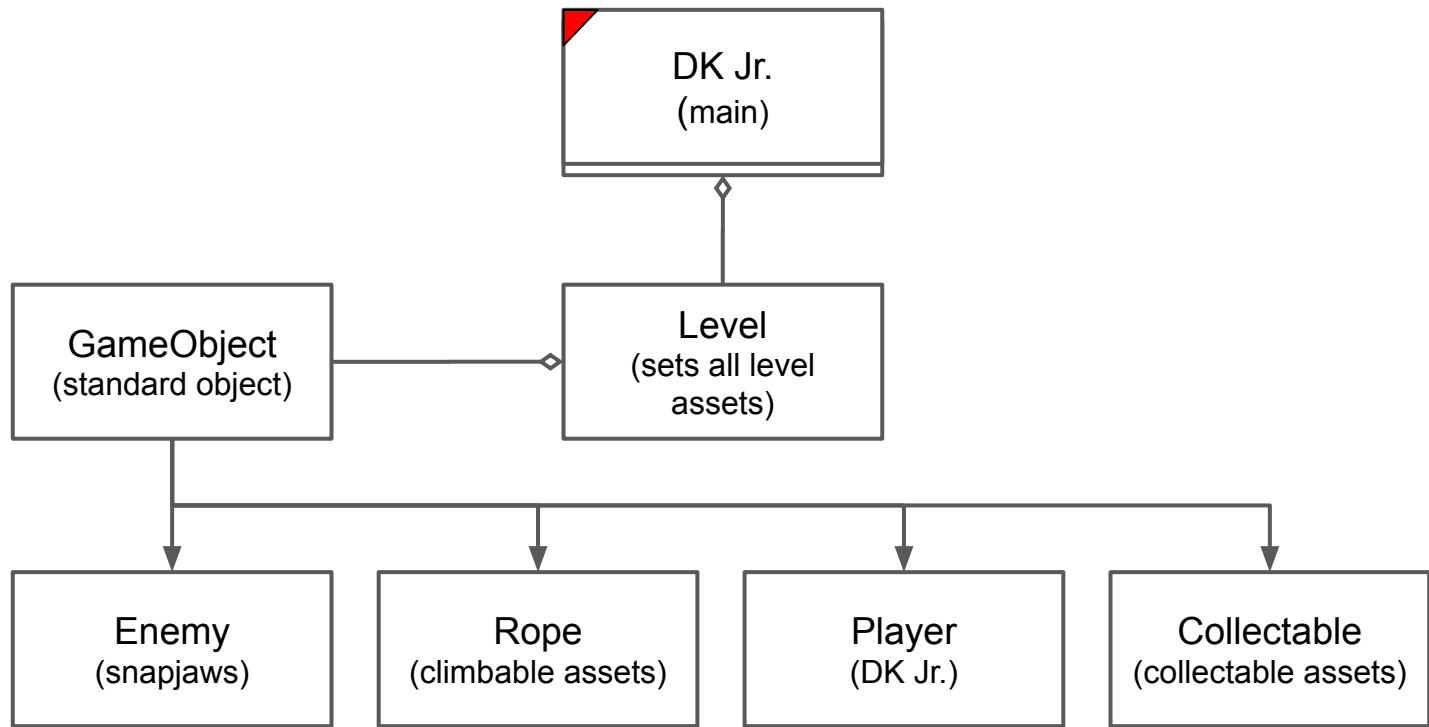 DK Jr.
(main)
GameObject
(standard object)
Level
(sets all level
assets)
Enemy
(snapjaws)
Rope
(climbable assets)
Player
(DK Jr.)
Collectable
(collectable assets)